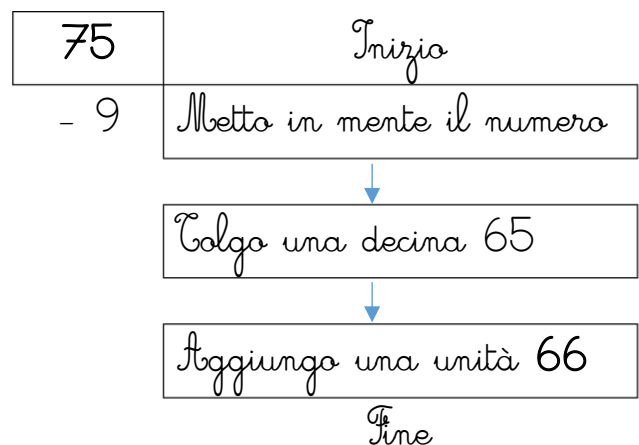 75
Inizio
- 9
Metto in mente il numero
Tolgo una decina 65
Aggiungo una unità 66
Fine